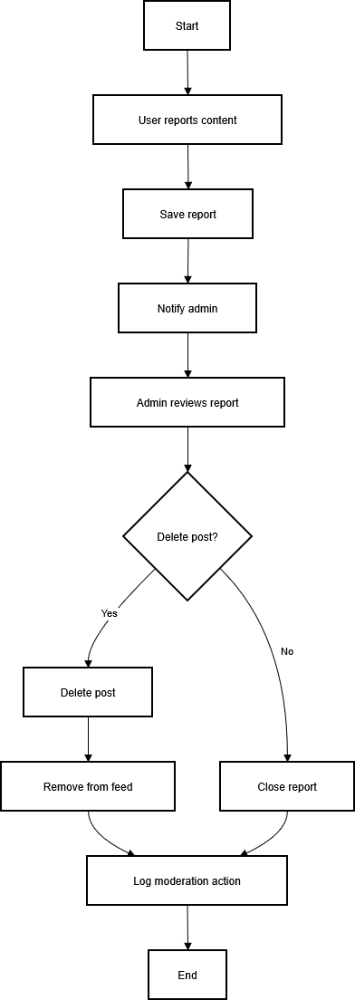 Start
User reports content
Save report
Notify admin
Admin reviews report
Delete post?
Yes
No
Delete post
Remove from feed
Close report
Log moderation action
End